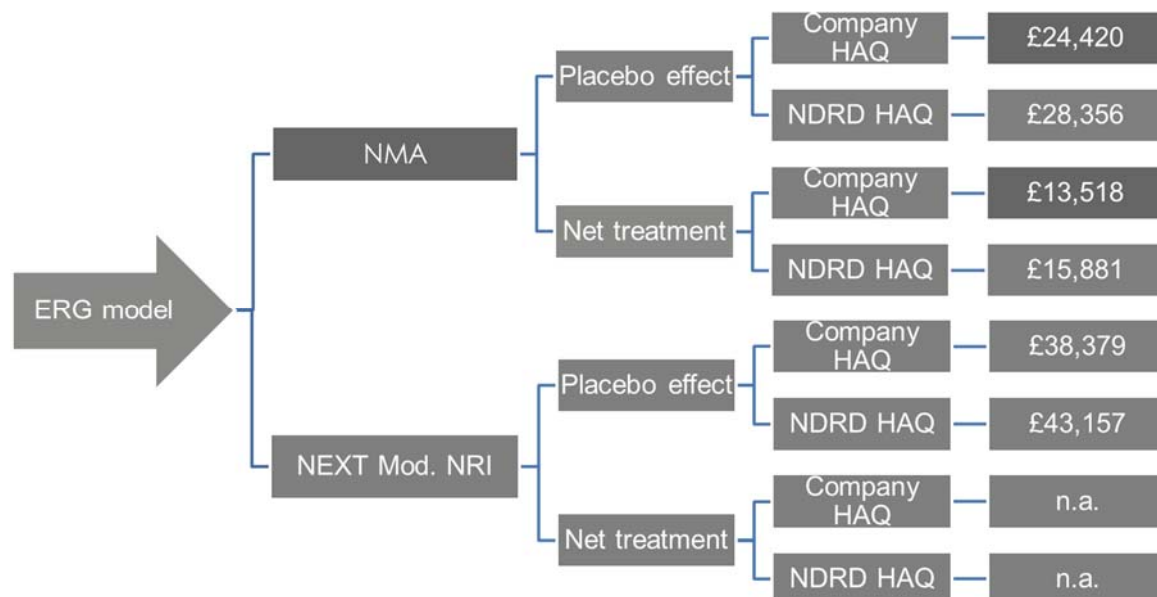 ERG model
NMA
Placebo effect
Company
HAQ
£24,420
NDRD HAQ
£28,356
Net treatment
Company
HAQ
£13,518
NDRD HAQ
£15,881
NEXT Mod. NRI
Placebo effect
Company
HAQ
£38,379
NDRD HAQ
£43,157
Net treatment
Company
HAQ
n.a.
NDRD HAQ
n.a.